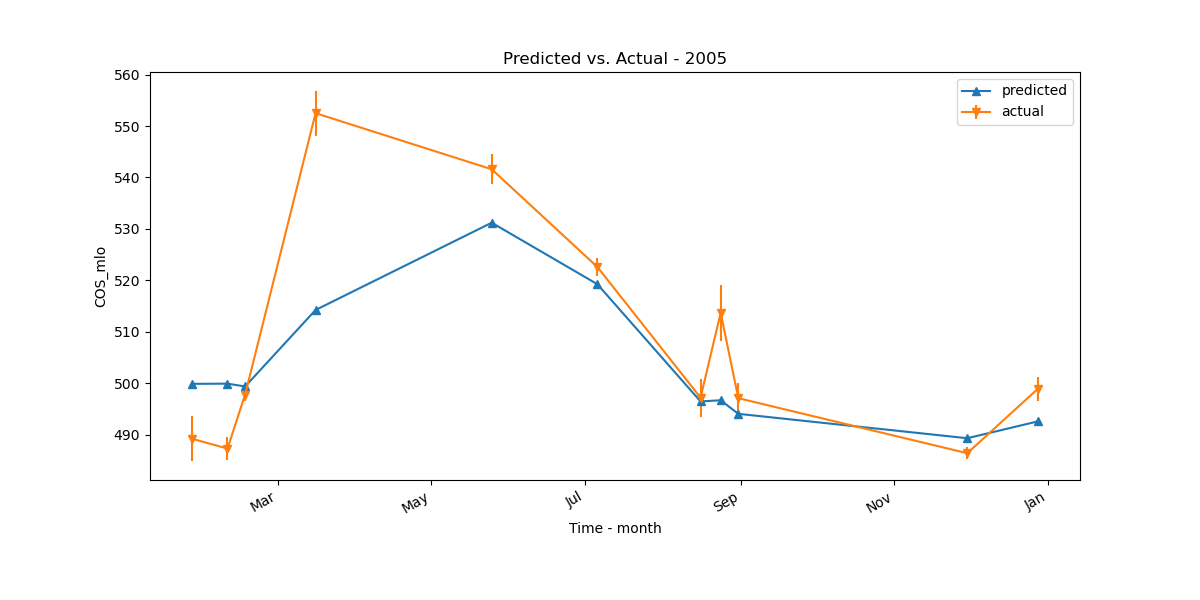 Predicted vs. Actual - 2005
560
550
540
530
520
510
500
490
COS_mlo
predicted
actual
Mar
May
Jul
Sep
Nov
Jan
Time - month